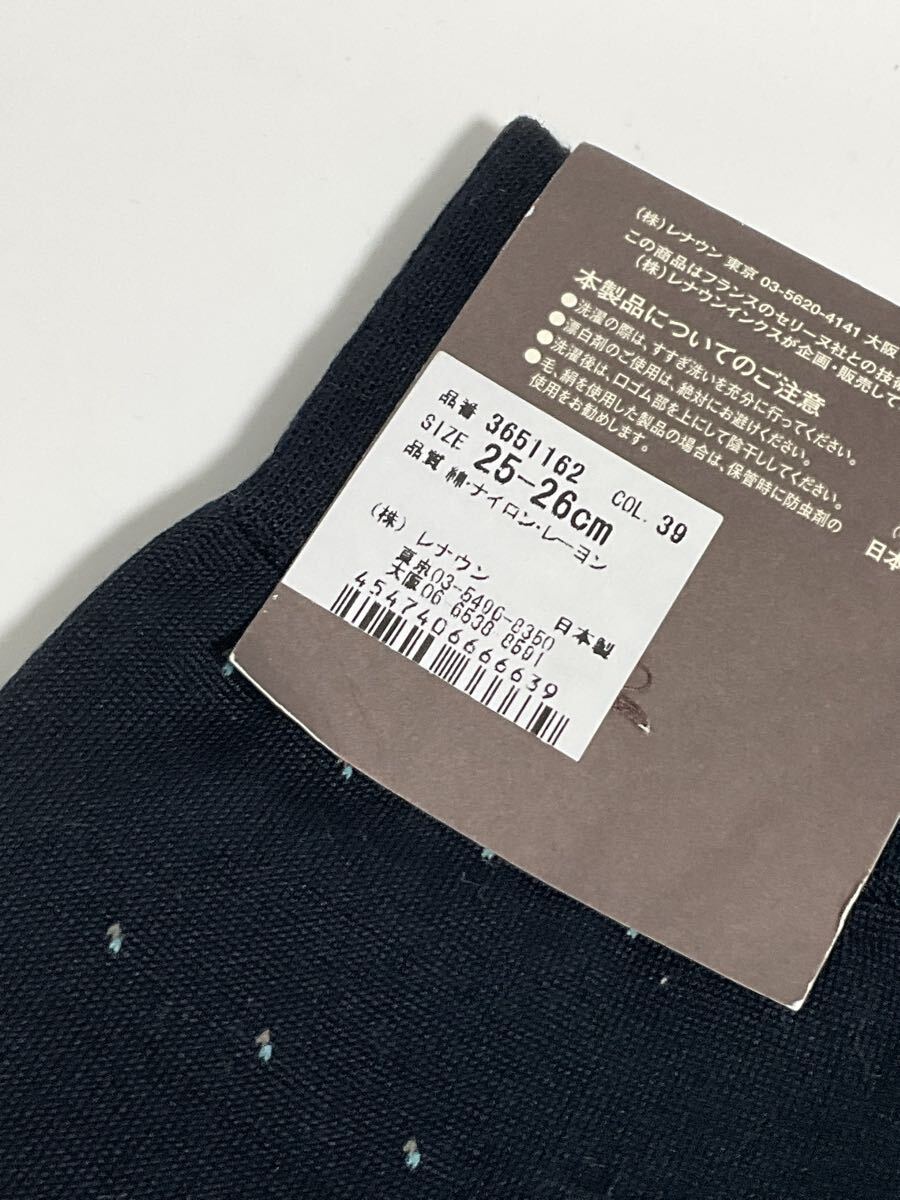 (株)レナウン 東京 03-5620-4141 大阪
この商品はフランスのセリーヌ社との技術
(株)レナウンインクスが企画・販売して
本製品についてのご注意
●洗濯の際は、すすぎ洗いを充分に行ってください。
●漂白剤のご使用は、絶対にお避けください。
●洗濯後は、口ゴム部を上にして陰干ししてください。
毛、絹を使用した製品の場合は、保管時に防虫剤の
使用をお勧めします。
日本
品番 3651162 COL. 39
SIZE 25-26cm
品質 綿・ナイロン・レーヨン
(株) レナウン
東京03-5496-8350 日本製
大阪06 6538 8591
4547406666639